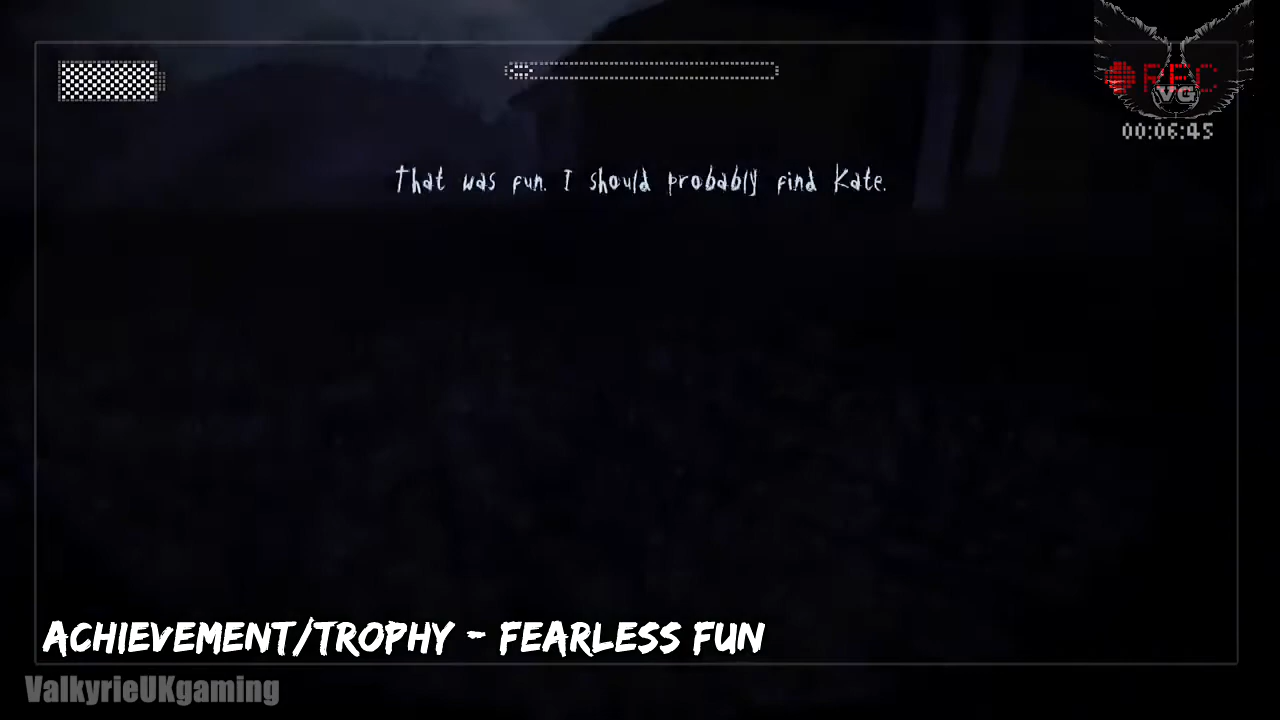 REC
VG
00:06:45
That was fun. I should probably find Kate.
ACHIEVEMENT/TROPHY - FEARLESS FUN
ValkyrieUKgaming